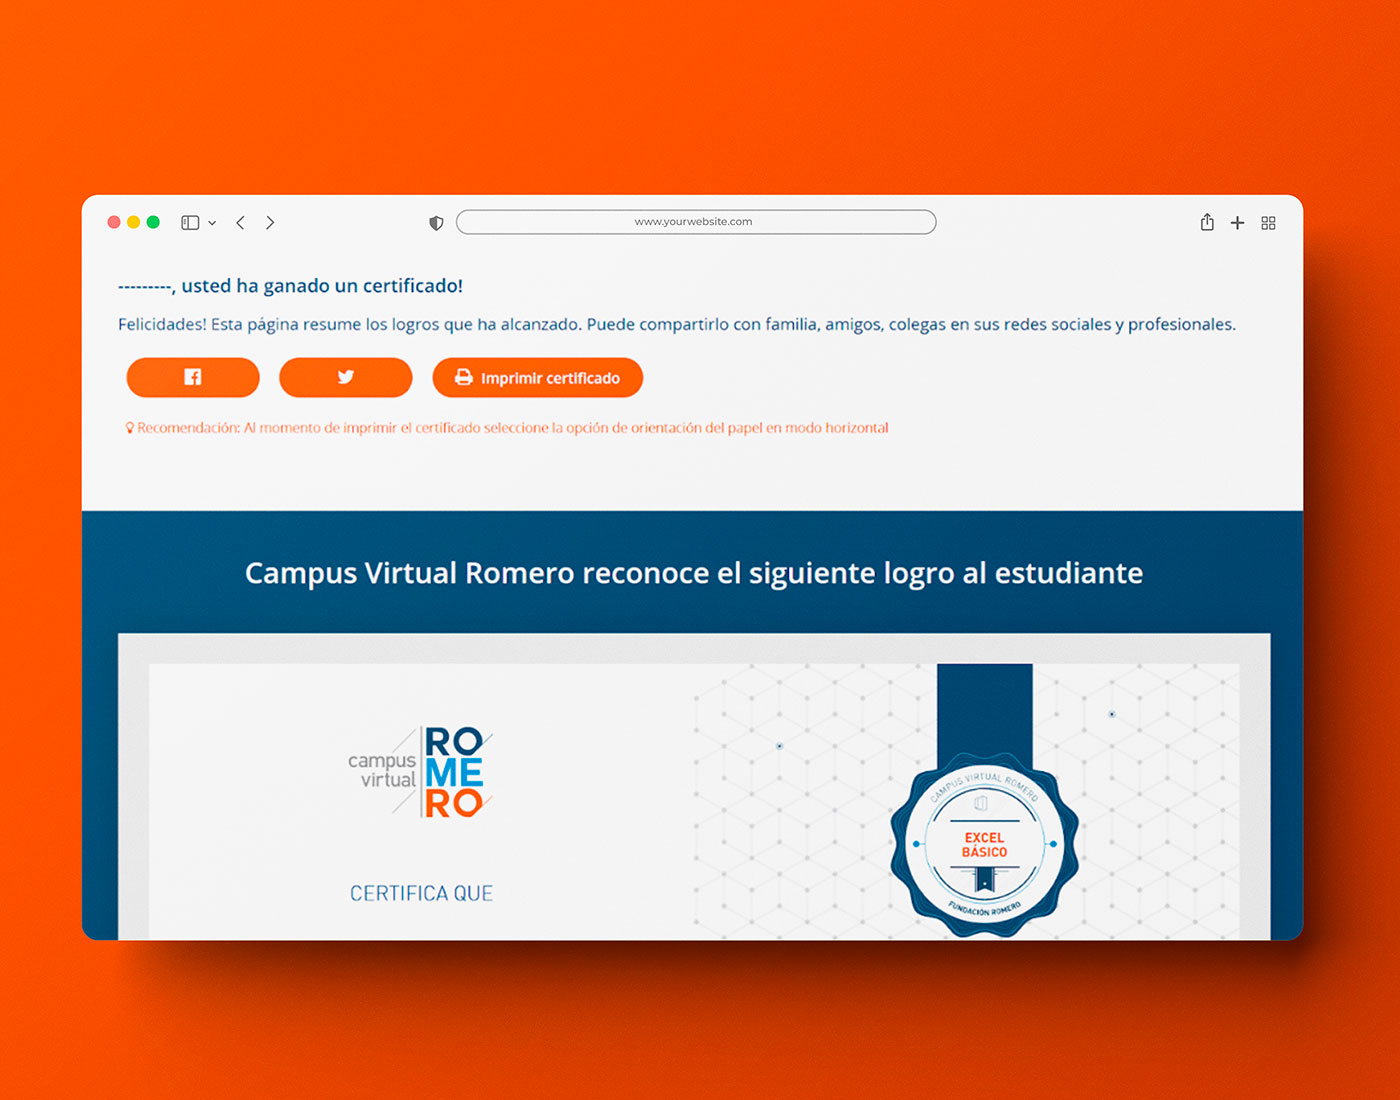 www.yourwebsite.com
---------, usted ha ganado un certificado!
Felicidades! Esta página resume los logros que ha alcanzado. Puede compartirlo con familia, amigos, colegas en sus redes sociales y profesionales.
Imprimir certificado
Recomendación: Al momento de imprimir el certificado seleccione la opción de orientación del papel en modo horizontal
Campus Virtual Romero reconoce el siguiente logro al estudiante
campus
virtual
RO
ME
RO
CERTIFICA QUE
CAMPUS VIRTUAL ROMERO
EXCEL
BÁSICO
FUNDACIÓN ROMERO